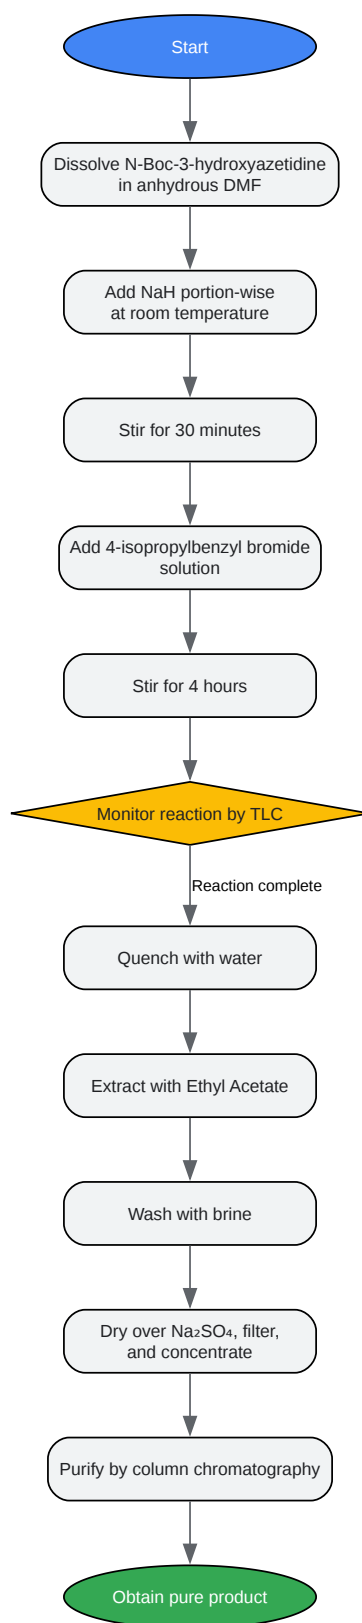 Start
Dissolve N-Boc-3-hydroxyazetidine
in anhydrous DMF
Add NaH portion-wise
at room temperature
Stir for 30 minutes
Add 4-isopropylbenzyl bromide
solution
Stir for 4 hours
Monitor reaction by TLC
Reaction complete
Quench with water
Extract with Ethyl Acetate
Wash with brine
Dry over Na₂SO₄, filter,
and concentrate
Purify by column chromatography
Obtain pure product